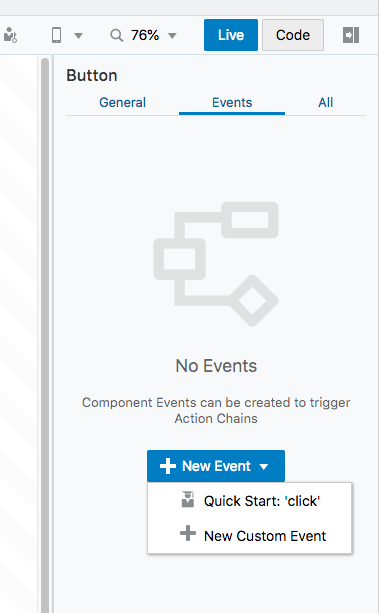 76%
Live
Code
Button
General
Events
All
No Events
Component Events can be created to trigger
Action Chains
New Event
Quick Start: 'click'
New Custom Event